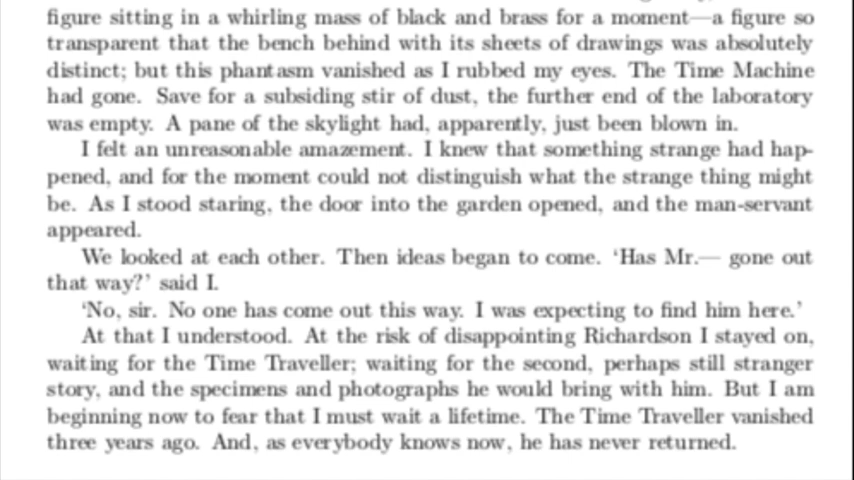 figure sitting in a whirling mass of black and brass for a moment—a figure so
transparent that the bench behind with its sheets of drawings was absolutely
distinct; but this phantasm vanished as I rubbed my eyes. The Time Machine
had gone. Save for a subsiding stir of dust, the further end of the laboratory
was empty. A pane of the skylight had, apparently, just been blown in.
I felt an unreasonable amazement. I knew that something strange had hap-
pened, and for the moment could not distinguish what the strange thing might
be. As I stood staring, the door into the garden opened, and the man-servant
appeared.
We looked at each other. Then ideas began to come. ‘Has Mr.— gone out
that way?’ said I.
‘No, sir. No one has come out this way. I was expecting to find him here.’
At that I understood. At the risk of disappointing Richardson I stayed on,
waiting for the Time Traveller; waiting for the second, perhaps still stranger
story, and the specimens and photographs he would bring with him. But I am
beginning now to fear that I must wait a lifetime. The Time Traveller vanished
three years ago. And, as everybody knows now, he has never returned.